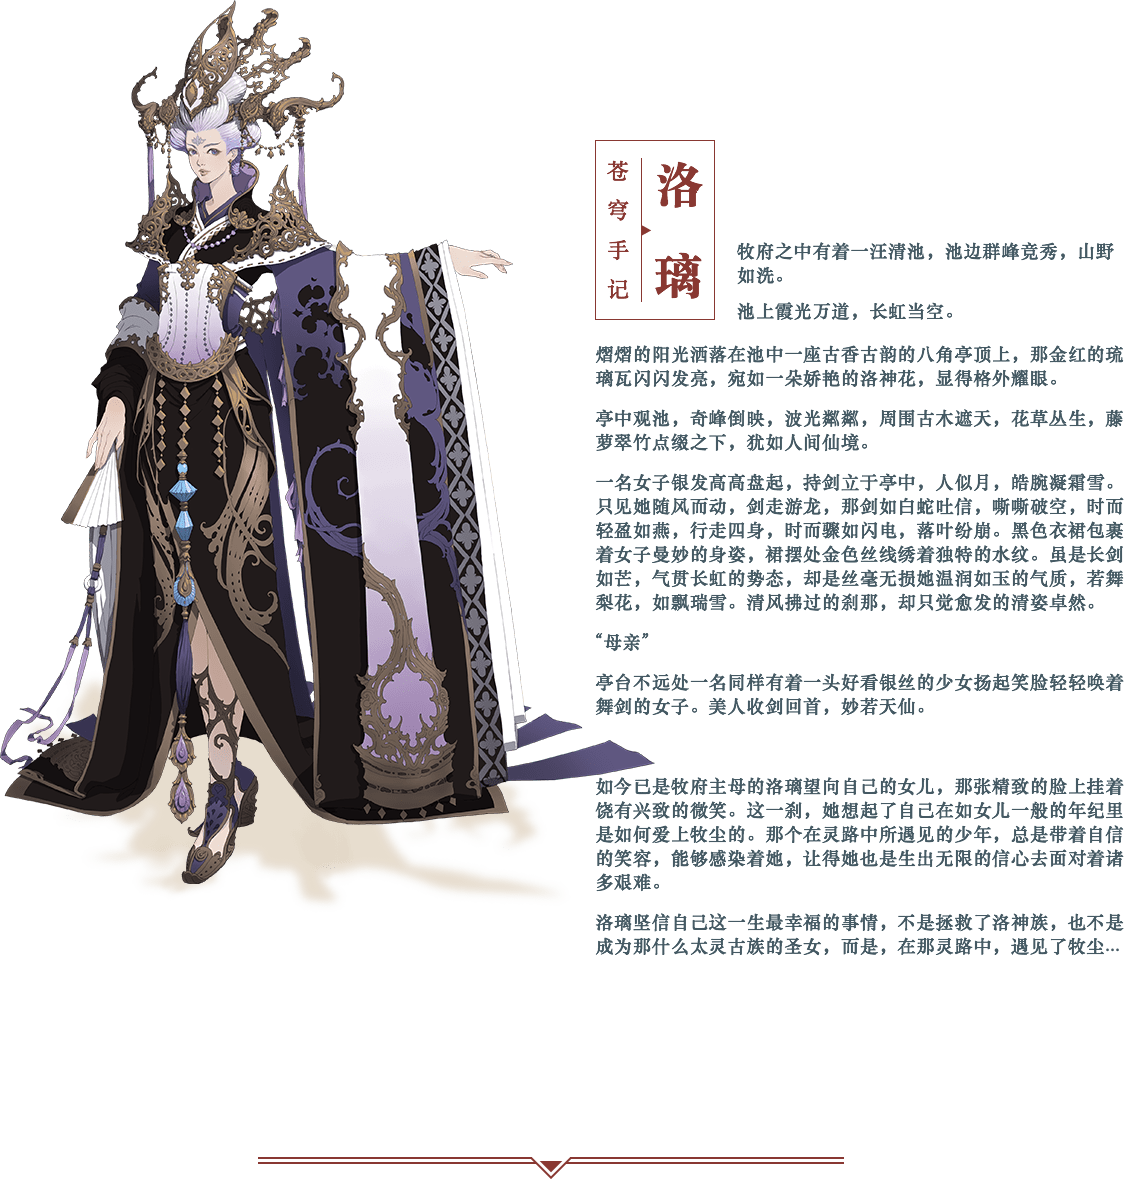 苍穹手记
洛璃
牧府之中有着一汪清池，池边群峰竞秀，山野
如洗。
池上霞光万道，长虹当空。
熠熠的阳光洒落在池中一座古香古韵的八角亭顶上，那金红的琉
璃瓦闪闪发亮，宛如一朵娇艳的洛神花，显得格外耀眼。
亭中观池，奇峰倒映，波光粼粼，周围古木遮天，花草丛生，藤
萝翠竹点缀之下，犹如人间仙境。
一名女子银发高高盘起，持剑立于亭中，人似月，皓腕凝霜雪。
只见她随风而动，剑走游龙，那剑如白蛇吐信，嘶嘶破空，时而
轻盈如燕，行走四身，时而骤如闪电，落叶纷崩。黑色衣裙包裹
着女子曼妙的身姿，裙摆处金色丝线绣着独特的水纹。虽是长剑
如芒，气贯长虹的势态，却是丝毫无损她温润如玉的气质，若舞
梨花，如飘瑞雪。清风拂过的刹那，却只觉愈发的清姿卓然。
“母亲”
亭台不远处一名同样有着一头好看银丝的少女扬起笑脸轻轻唤着
舞剑的女子。美人收剑回首，妙若天仙。
如今已是牧府主母的洛璃望向自己的女儿，那张精致的脸上挂着
饶有兴致的微笑。这一刹，她想起了自己在如女儿一般的年纪里
是如何爱上牧尘的。那个在灵路中所遇见的少年，总是带着自信
的笑容，能够感染着她，让得她也是生出无限的信心去面对着诸
多艰难。
洛璃坚信自己这一生最幸福的事情，不是拯救了洛神族，也不是
成为那什么太灵古族的圣女，而是，在那灵路中，遇见了牧尘...